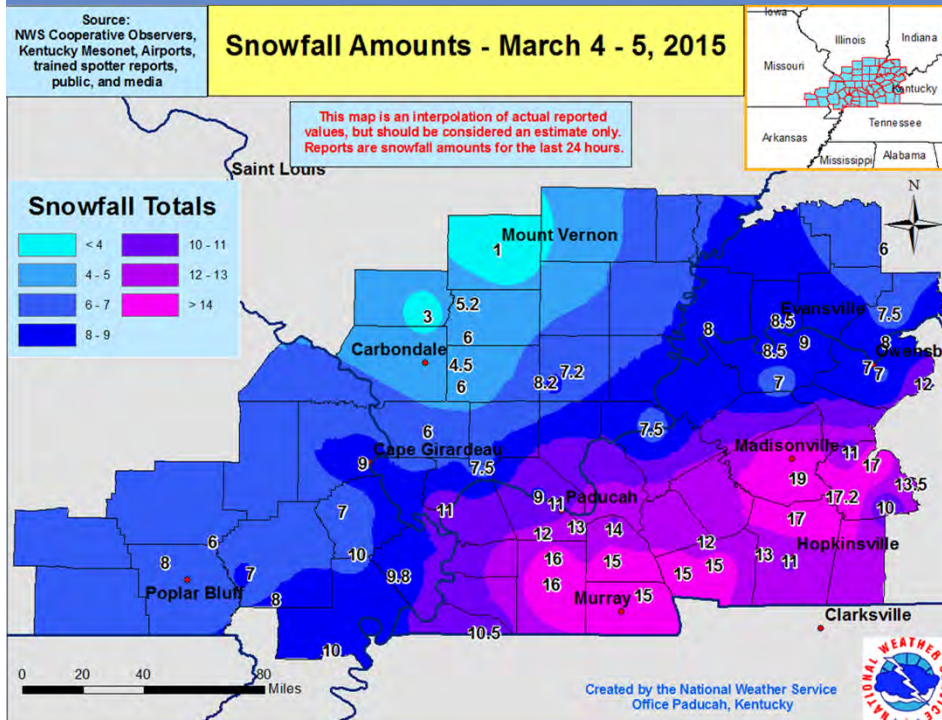 Source:
NWS Cooperative Observers,
Kentucky Mesonet, Airports,
trained spotter reports,
public, and media
Snowfall Amounts - March 4 - 5, 2015
Iowa
Illinois
Indiana
Missouri
Kentucky
Tennessee
Arkansas
Mississippi
Alabama
This map is an interpolation of actual reported
values, but should be considered an estimate only.
Reports are snowfall amounts for the last 24 hours.
Saint Louis
N
Snowfall Totals
< 4
4 - 5
6 - 7
8 - 9
10 - 11
12 - 13
> 14
Mount Vernon
1
6
5.2
3
Evansville
7.5
8
8.5
9
8
6
Carbondale
4.5
8.5
Owensb
7.2
7
7
6
8.2
7
12
6
7.5
Cape Girardeau
Madisonville
9
7.5
11
17
19
13.5
9
Paducah
11
17.2
7
11
10
13
14
17
12
6
10
12
Hopkinsville
8
16
15
13
11
7
9.8
15
15
Poplar Bluff
16
8
Murray
15
10.5
Clarksville
10
0
20
40
80
Miles
Created by the National Weather Service
Office Paducah, Kentucky
NATIONAL WEATHER SERVICE